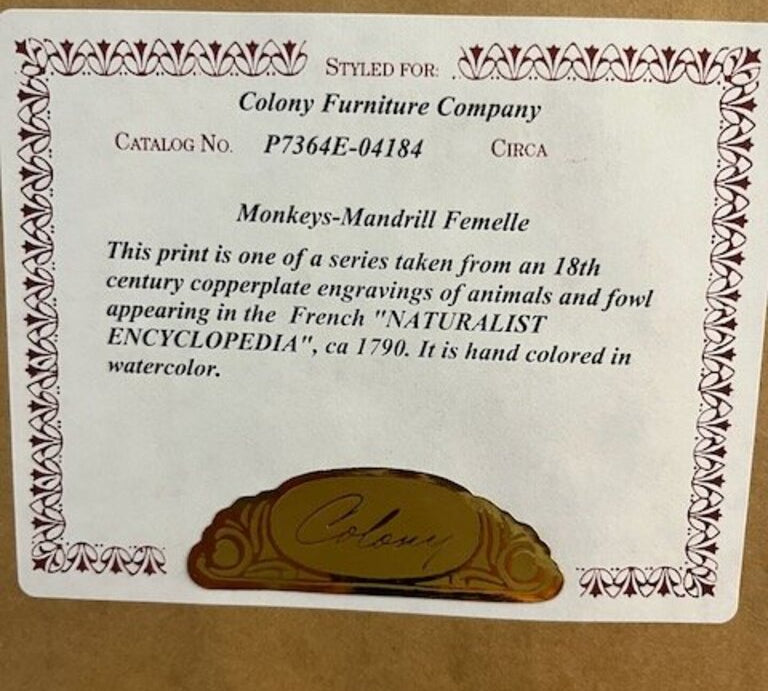 STYLED FOR:
Colony Furniture Company
CATALOG NO. P7364E-04184 CIRCA
Monkeys-Mandrill Femelle
This print is one of a series taken from an 18th
century copperplate engravings of animals and fowl
appearing in the French "NATURALIST
ENCYCLOPEDIA", ca 1790. It is hand colored in
watercolor.
Colony